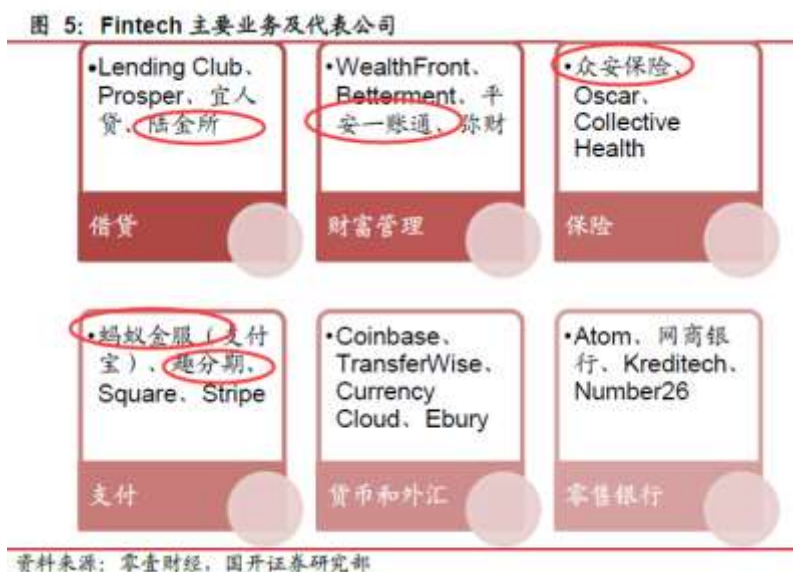 图 5：Fintech 主要业务及代表公司
•Lending Club、
Prosper、宜人
贷、陆金所
借贷
•WealthFront、
Betterment、平
安一账通、弥财
财富管理
•众安保险、
Oscar、
Collective
Health
保险
•蚂蚁金服（支付
宝）、趣分期、
Square、Stripe
支付
•Coinbase、
TransferWise、
Currency
Cloud、Ebury
货币和外汇
•Atom、网商银
行、Kreditech、
Number26
零售银行
资料来源：零壹财经，国开证券研究部